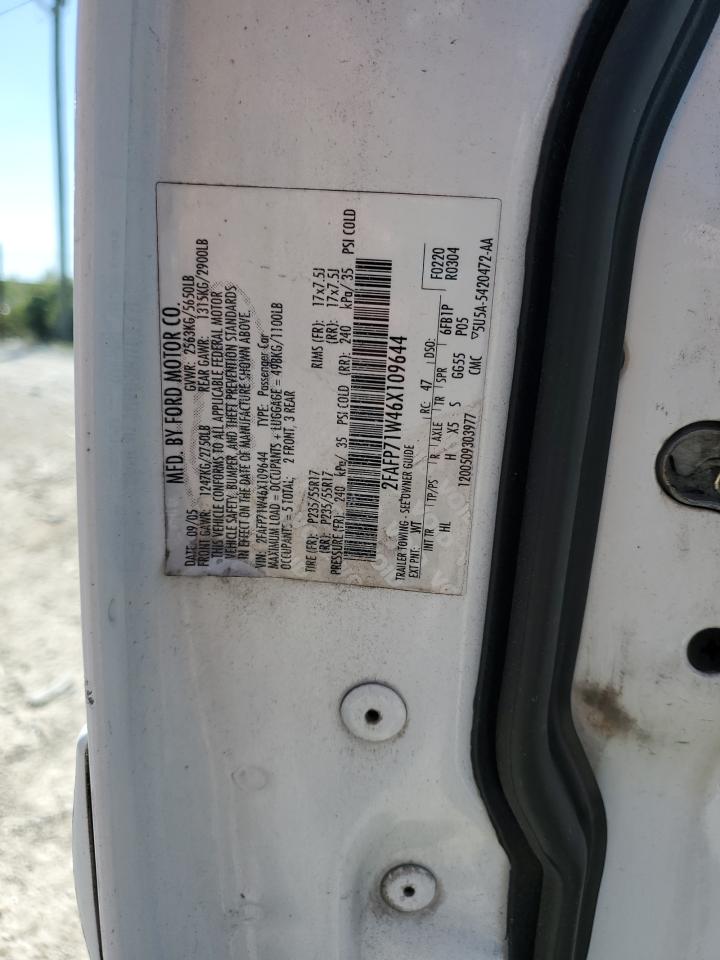 MFD. BY FORD MOTOR CO.
DATE: 09/05 GVWR: 2563KG/5650LB
FRONT GAWR: 1247KG/2750LB REAR GAWR: 1315KG/2900LB
THIS VEHICLE CONFORMS TO ALL APPLICABLE FEDERAL MOTOR
VEHICLE SAFETY, BUMPER, AND THEFT PREVENTION STANDARDS
IN EFFECT ON THE DATE OF MANUFACTURE SHOWN ABOVE.
VIN: 2FAFP71W46X109644 TYPE: Passenger Car
MAXIMUM LOAD = OCCUPANTS + LUGGAGE = 498KG/1100LB
OCCUPANTS = 5 TOTAL; 2 FRONT, 3 REAR
TIRE (FR): P235/55R17 RIMS (FR): 17x7.5J
(RR): P235/55R17 (RR): 17x7.5J
PRESSURE (FR): 240 kPa/ 35 PSI COLD (RR): 240 kPa/ 35 PSI COLD
2FAFP71W46X109644
TRAILER TOWING - SEE OWNER GUIDE
EXT PNT: WT RC: 47 DSO: F0220
INT TR TP/PS R AXLE TR SPR 6FB1P R0304
HL H X5 S GG55 P05
1200509303977 CMC ▽5U5A-5420472-AA